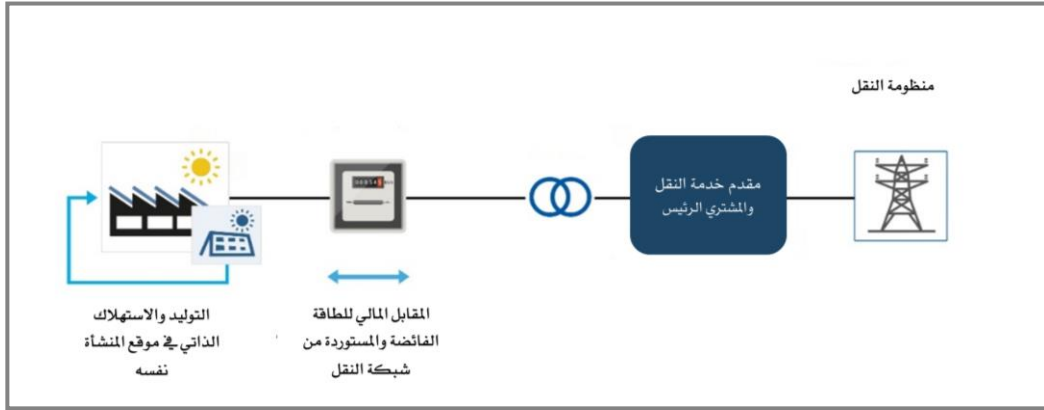 منظومة النقل
مقدم خدمة النقل
والمشتري الرئيس
المقابل المالي للطاقة
الفائضة والمستوردة من
شبكة النقل
التوليد والاستهلاك
الذاتي في موقع المنشأة
نفسه